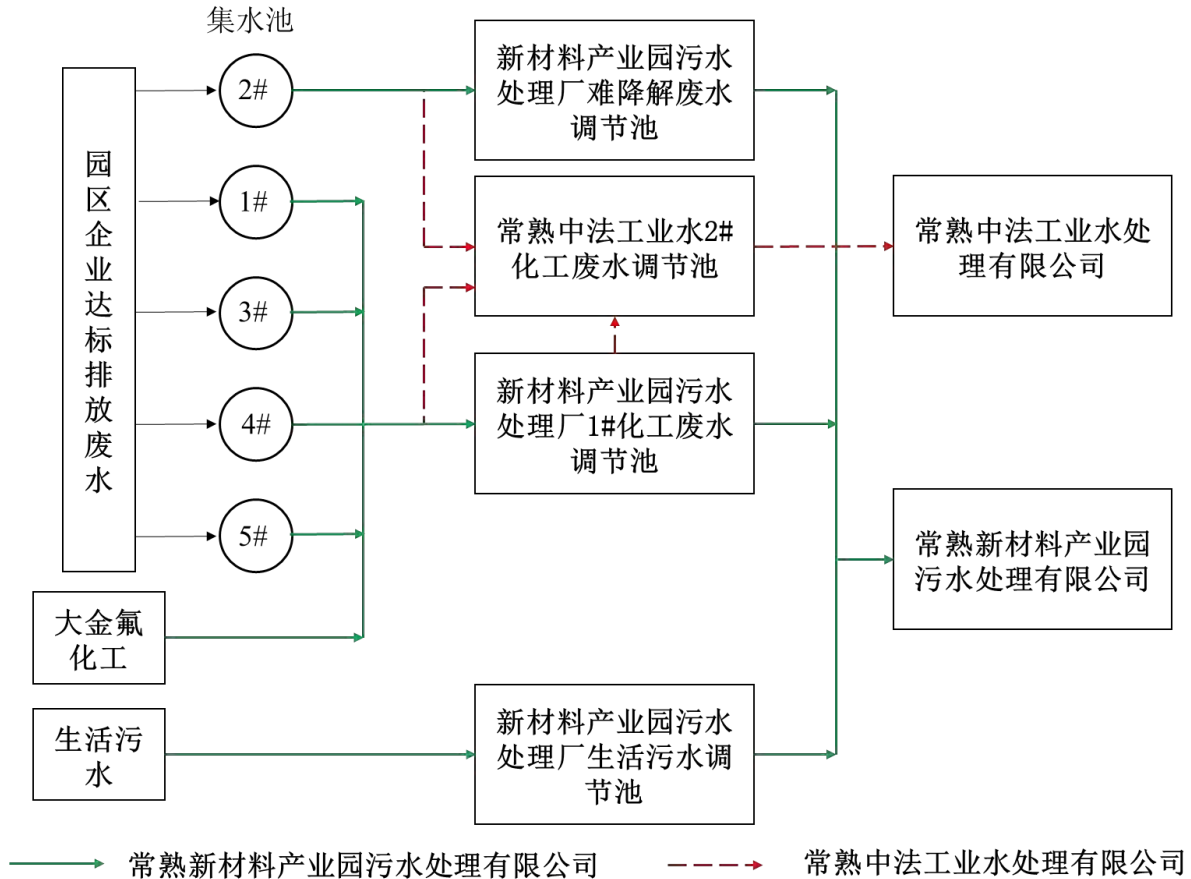 集水池
园区企业达标排放废水
2#
1#
3#
4#
5#
大金氟
化工
生活污
水
新材料产业园污水
处理厂难降解废水
调节池
常熟中法工业水2#
化工废水调节池
新材料产业园污水
处理厂1#化工废水
调节池
新材料产业园污水
处理厂生活污水调
节池
常熟中法工业水处
理有限公司
常熟新材料产业园
污水处理有限公司
常熟新材料产业园污水处理有限公司
常熟中法工业水处理有限公司